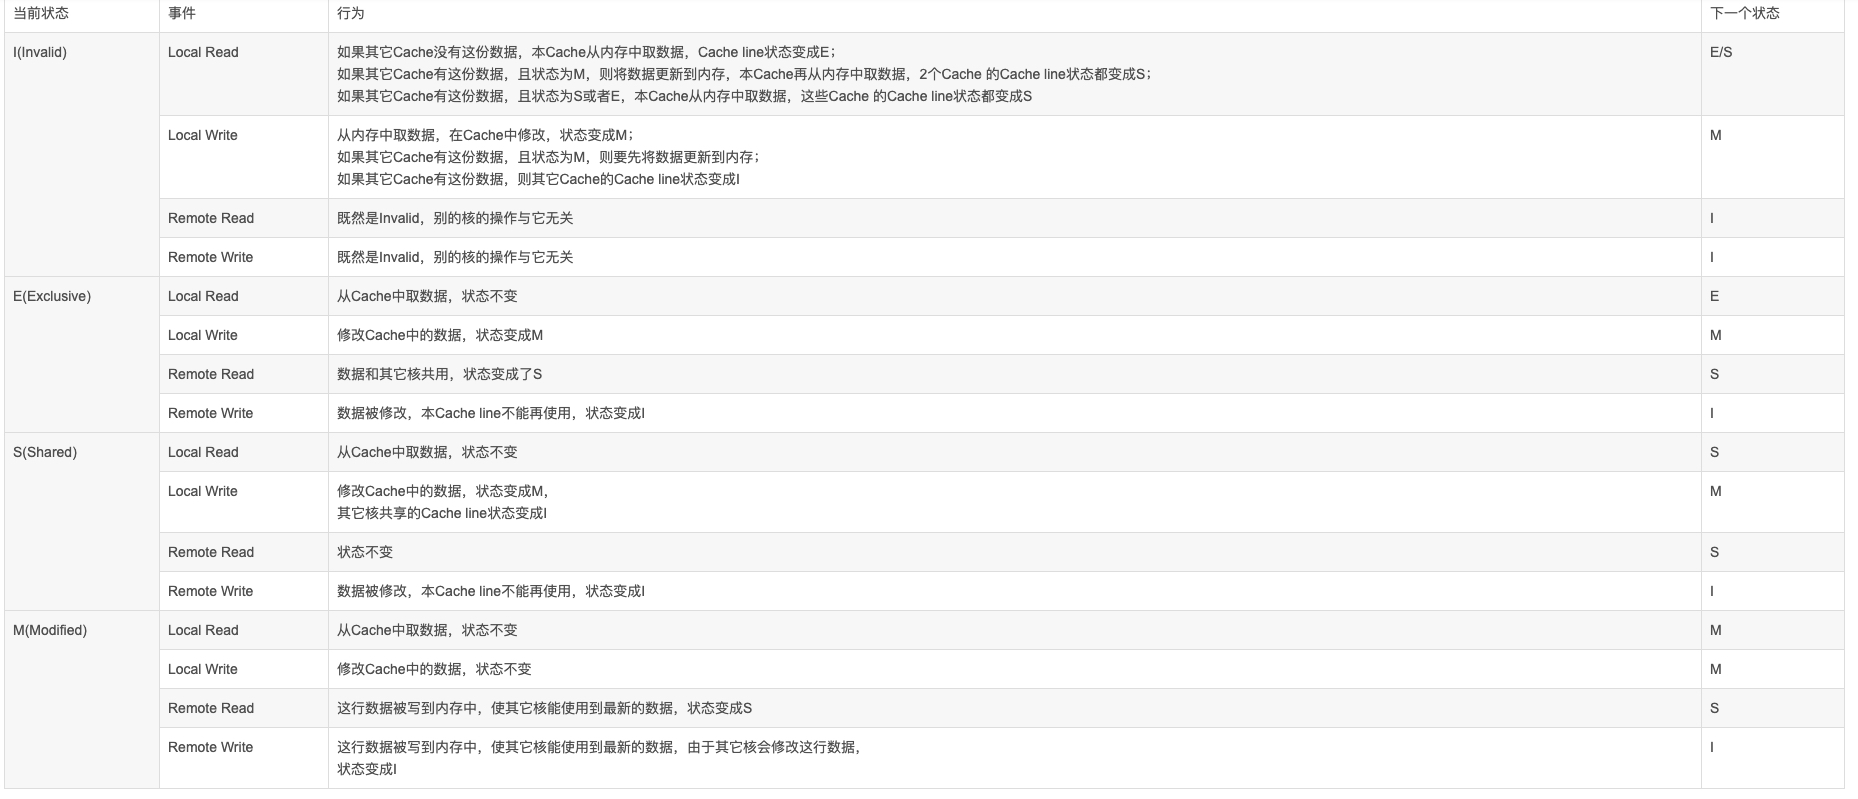 当前状态 事件 行为 下一个状态
I(Invalid) Local Read 如果其它Cache没有这份数据，本Cache从内存中取数据，Cache line状态变成E； E/S
如果其它Cache有这份数据，且状态为M，则将数据更新到内存，本Cache再从内存中取数据，2个Cache 的Cache line状态都变成S；
如果其它Cache有这份数据，且状态为S或者E，本Cache从内存中取数据，这些Cache 的Cache line状态都变成S
Local Write 从内存中取数据，在Cache中修改，状态变成M； M
如果其它Cache有这份数据，且状态为M，则要先将数据更新到内存；
如果其它Cache有这份数据，则其它Cache的Cache line状态变成I
Remote Read 既然是Invalid，别的核的操作与它无关 I
Remote Write 既然是Invalid，别的核的操作与它无关 I
E(Exclusive) Local Read 从Cache中取数据，状态不变 E
Local Write 修改Cache中的数据，状态变成M M
Remote Read 数据和其它核共用，状态变成了S S
Remote Write 数据被修改，本Cache line不能再使用，状态变成I I
S(Shared) Local Read 从Cache中取数据，状态不变 S
Local Write 修改Cache中的数据，状态变成M， M
其它核共享的Cache line状态变成I
Remote Read 状态不变 S
Remote Write 数据被修改，本Cache line不能再使用，状态变成I I
M(Modified) Local Read 从Cache中取数据，状态不变 M
Local Write 修改Cache中的数据，状态不变 M
Remote Read 这行数据被写到内存中，使其它核能使用到最新的数据，状态变成S S
Remote Write 这行数据被写到内存中，使其它核能使用到最新的数据，由于其它核会修改这行数据， I
状态变成I